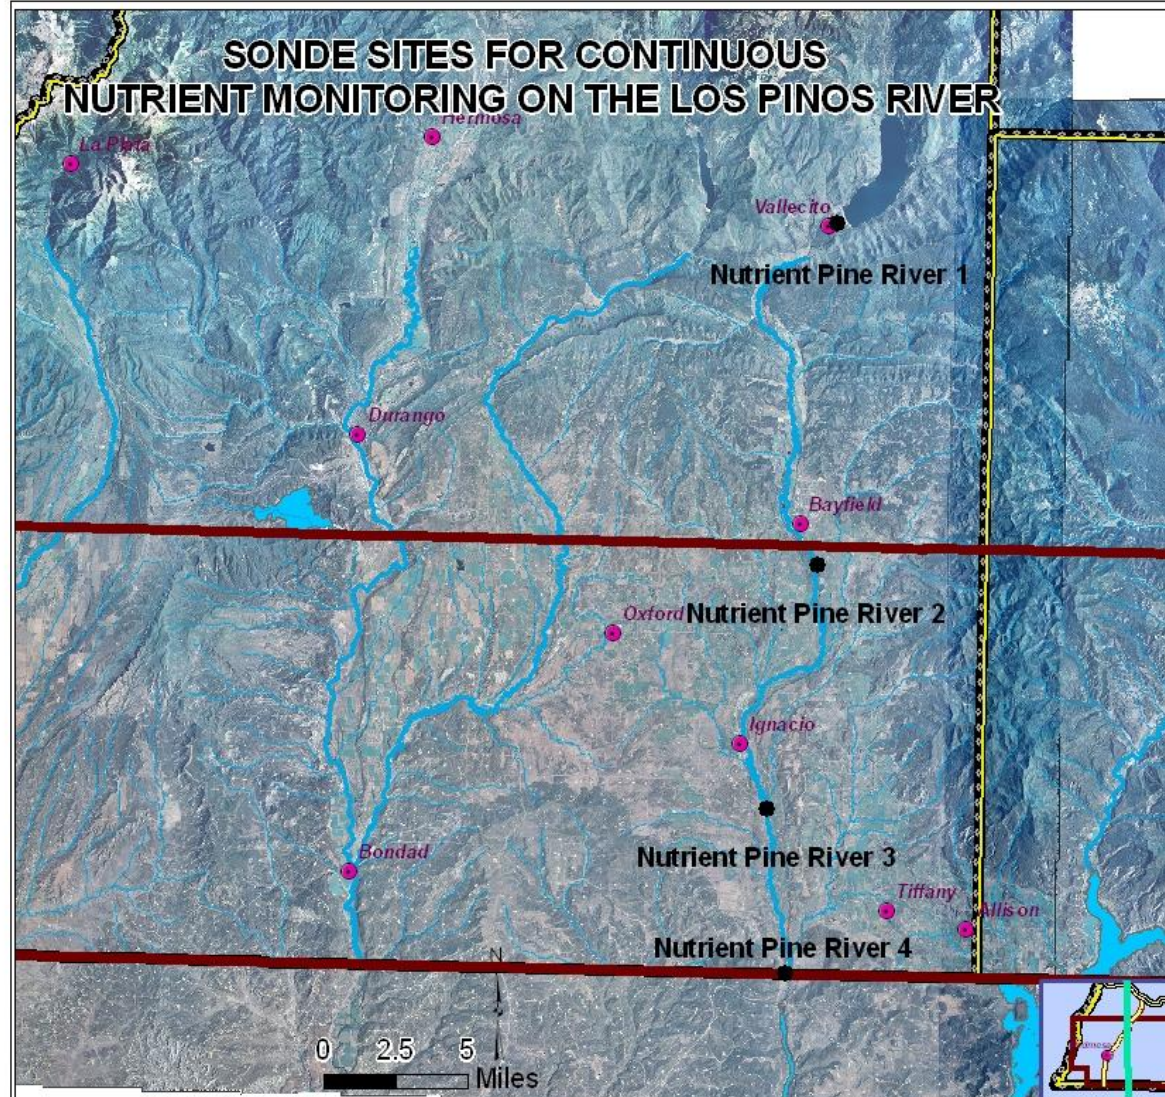 SONDE SITES FOR CONTINUOUS
NUTRIENT MONITORING ON THE LOS PINOS RIVER
Hermosa
La Plata
Vallecito
Nutrient Pine River 1
Durango
Bayfield
Oxford
Nutrient Pine River 2
Ignacio
Bondad
Nutrient Pine River 3
Tiffany
Allison
Nutrient Pine River 4
N
0 2.5 5
Miles